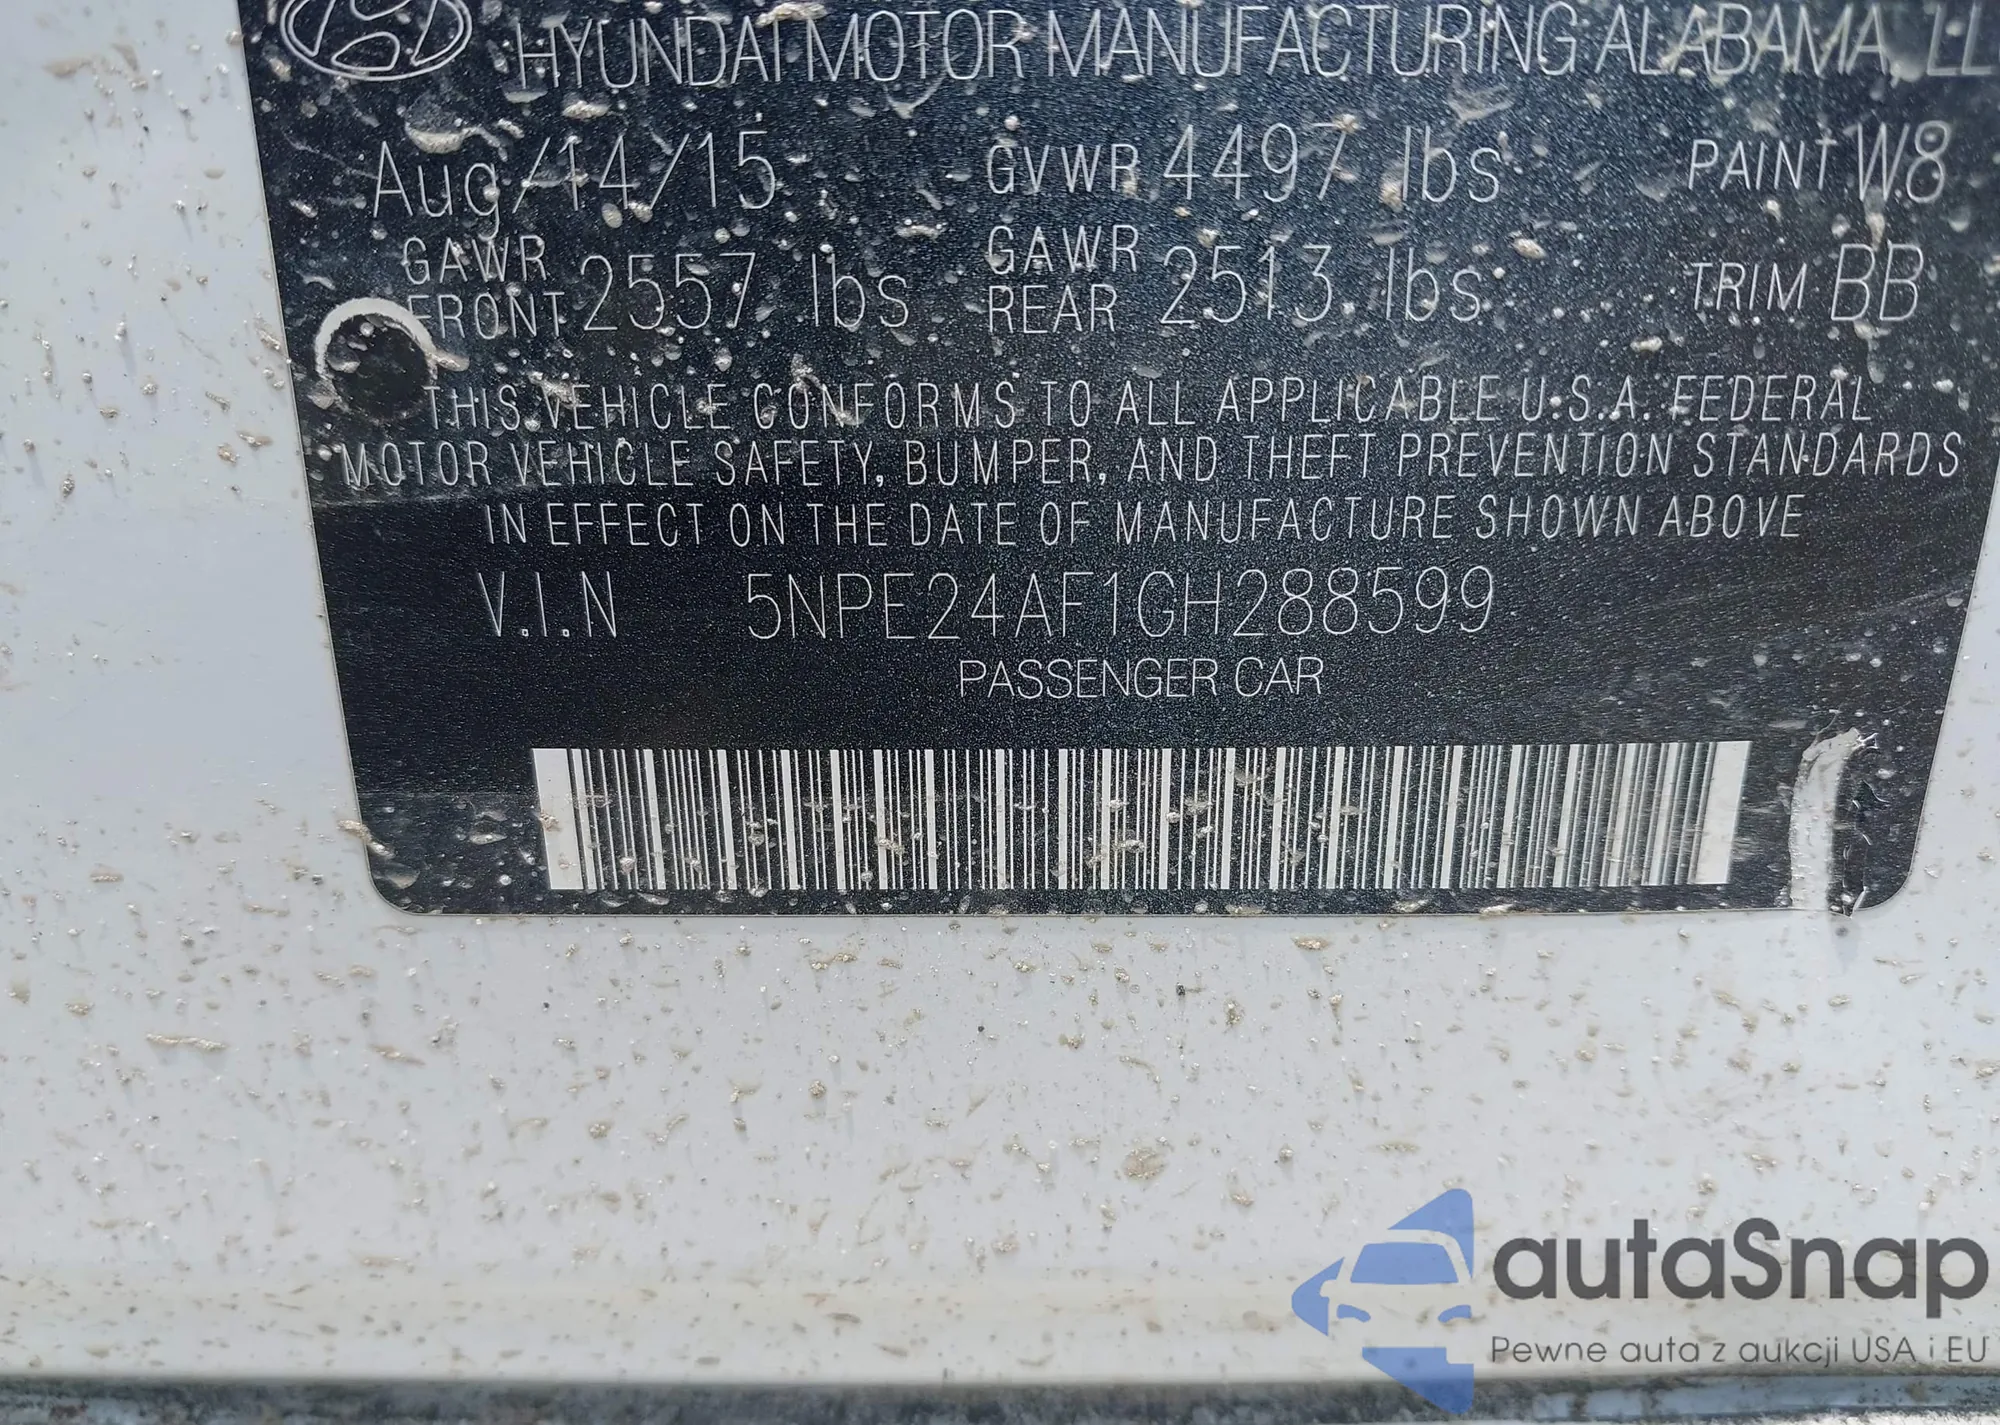 HYUNDAI MOTOR MANUFACTURING ALABAMA, LL
Aug/14/15 GVWR 4497 lbs PAINT W8
GAWR FRONT 2557 lbs GAWR REAR 2513 lbs TRIM BB
THIS VEHICLE CONFORMS TO ALL APPLICABLE U.S.A. FEDERAL
MOTOR VEHICLE SAFETY, BUMPER, AND THEFT PREVENTION STANDARDS
IN EFFECT ON THE DATE OF MANUFACTURE SHOWN ABOVE
V.I.N 5NPE24AF1GH288599
PASSENGER CAR
autaSnap
Pewne auta z aukcji USA i EU